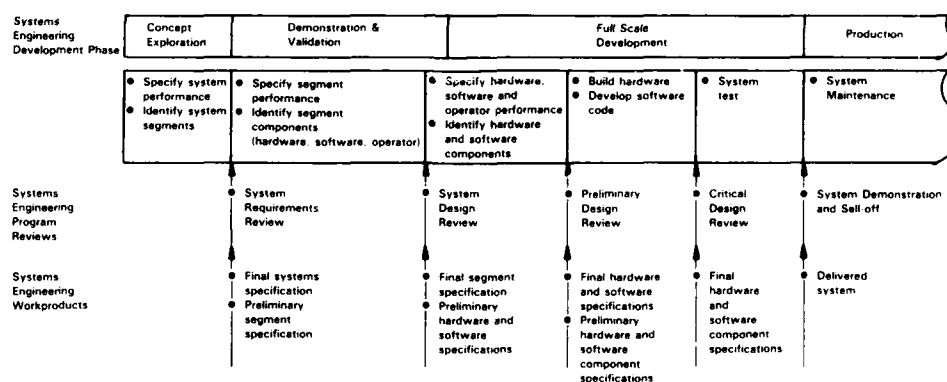 Systems
Engineering
Development Phase
Concept
Exploration
Demonstration &
Validation
Full Scale
Development
Production
● Specify system
performance
● Identify system
segments
● Specify segment
performance
● Identify segment
components
(hardware, software, operator)
● Specify hardware,
software and
operator performance
● Identify hardware
and software
components
● Build hardware
● Develop software
code
● System
test
● System
Maintenance
Systems
Engineering
Program
Reviews
● System
Requirements
Review
● System
Design
Review
● Preliminary
Design
Review
● Critical
Design
Review
● System Demonstration
and Sell-off
Systems
Engineering
Workproducts
● Final systems
specification
● Preliminary
segment
specification
● Final segment
specification
● Preliminary
hardware and
software
specifications
● Final hardware
and software
specifications
● Preliminary
hardware and
software
component
specifications
● Final
hardware
and
software
component
specifications
● Delivered
system